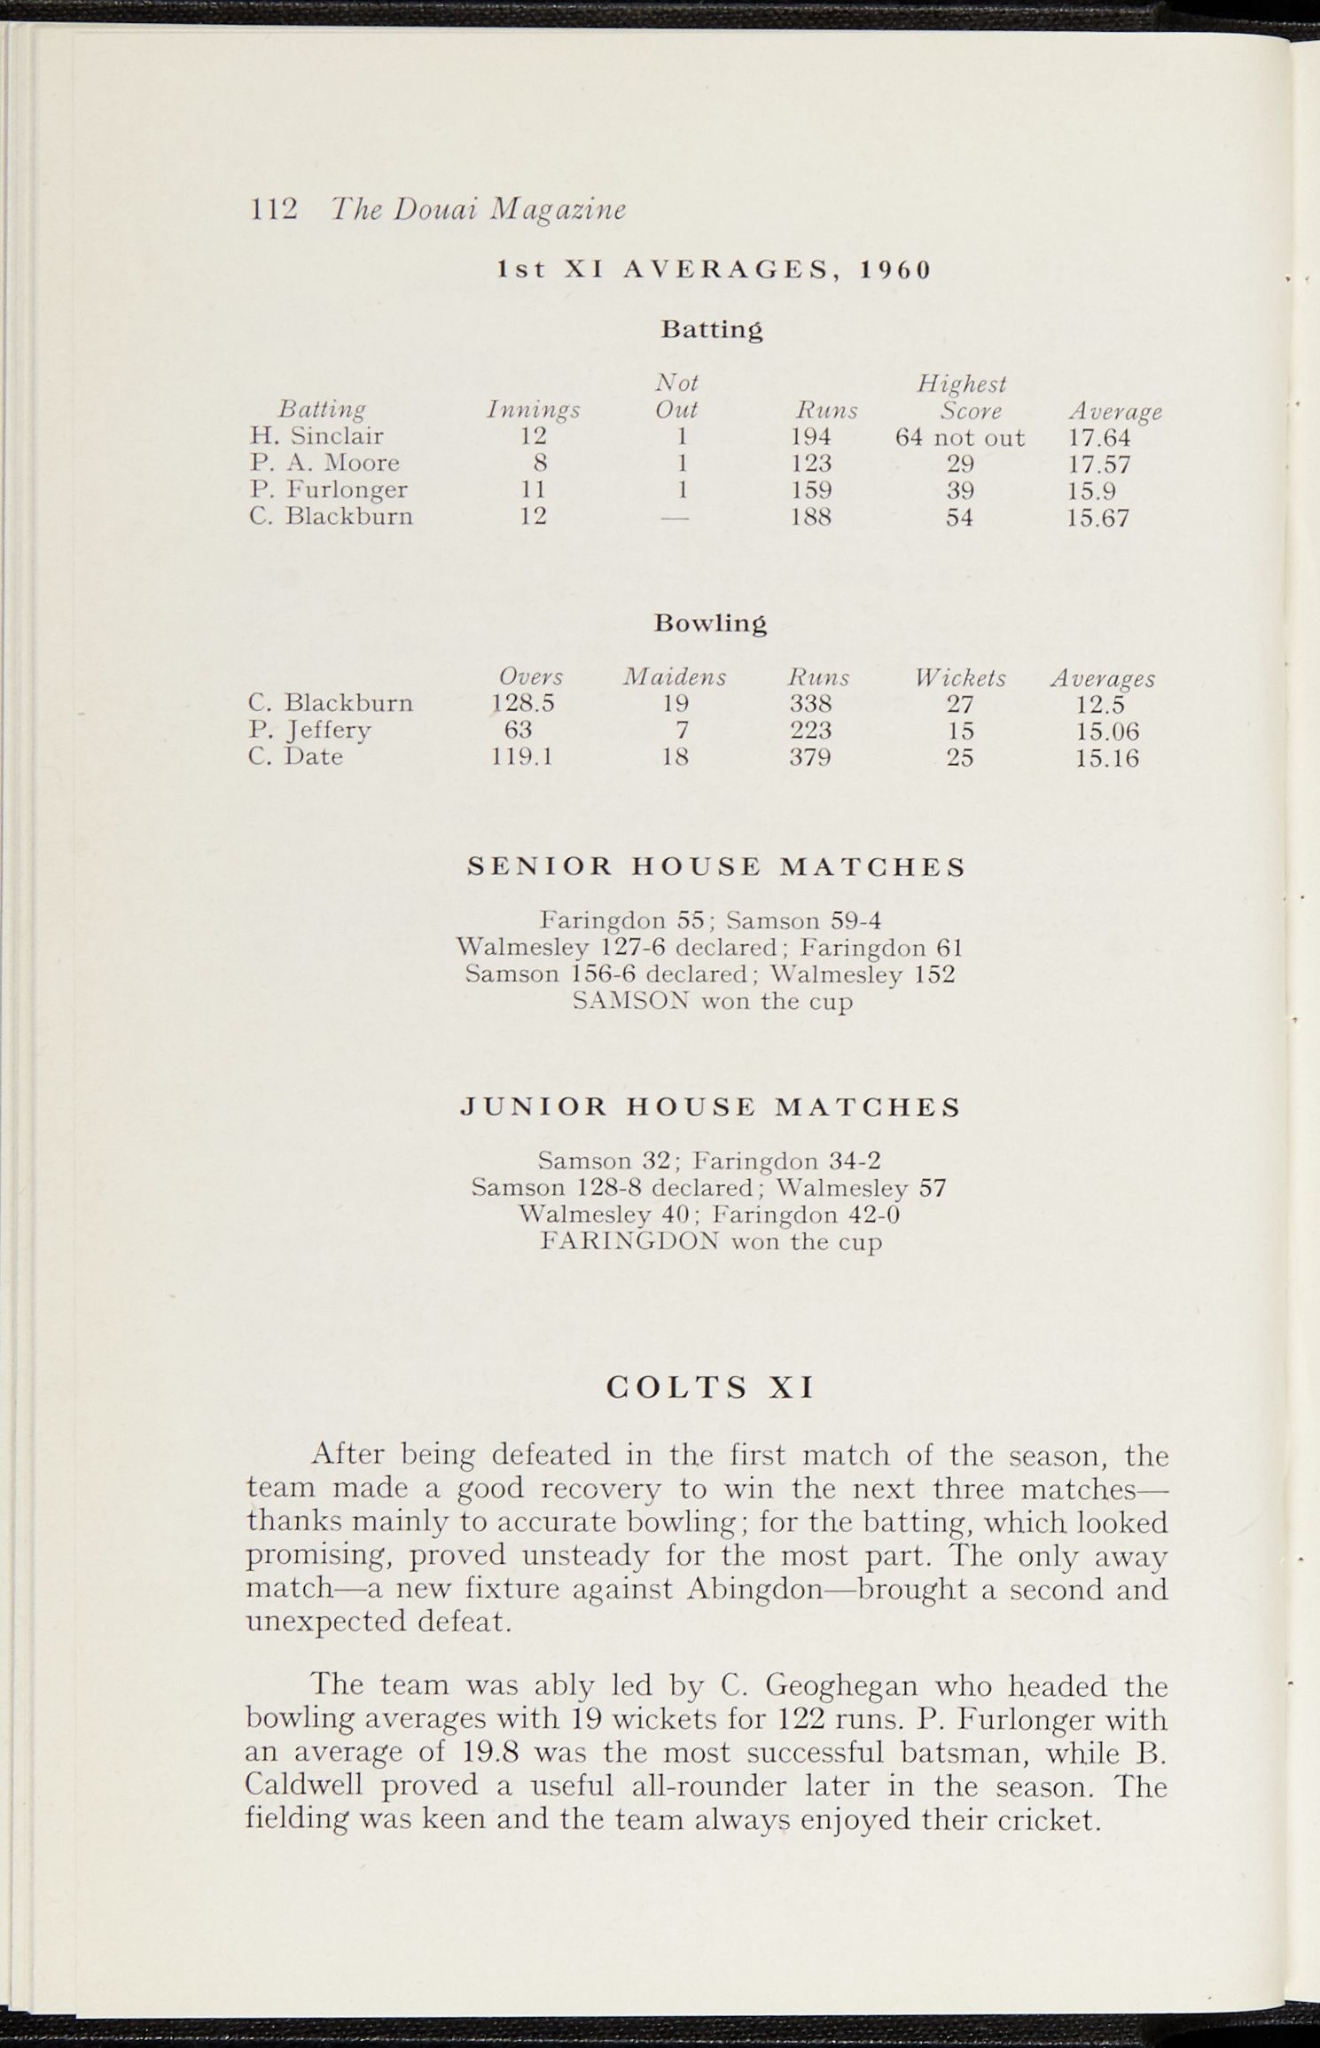 112 The Douai Magazine
1st XI AVERAGES, 1960
Batting
Not Highest
Batting Innings Out Runs Score Average
H. Sinclair 12 1 194 64 not out 17.64
P. A. Moore 8 1 123 29 17.57
P. Furlonger 11 1 159 39 15.9
C. Blackburn 12 — 188 54 15.67
Bowling
Overs Maidens Runs Wickets Averages
C. Blackburn 128.5 19 338 27 12.5
P. Jeffery 63 7 223 15 15.06
C. Date 119.1 18 379 25 15.16
SENIOR HOUSE MATCHES
Faringdon 55; Samson 59-4
Walmesley 127-6 declared; Faringdon 61
Samson 156-6 declared; Walmesley 152
SAMSON won the cup
JUNIOR HOUSE MATCHES
Samson 32; Faringdon 34-2
Samson 128-8 declared; Walmesley 57
Walmesley 40; Faringdon 42-0
FARINGDON won the cup
COLTS XI
After being defeated in the first match of the season, the
team made a good recovery to win the next three matches—
thanks mainly to accurate bowling; for the batting, which looked
promising, proved unsteady for the most part. The only away
match—a new fixture against Abingdon—brought a second and
unexpected defeat.
The team was ably led by C. Geoghegan who headed the
bowling averages with 19 wickets for 122 runs. P. Furlonger with
an average of 19.8 was the most successful batsman, while B.
Caldwell proved a useful all-rounder later in the season. The
fielding was keen and the team always enjoyed their cricket.